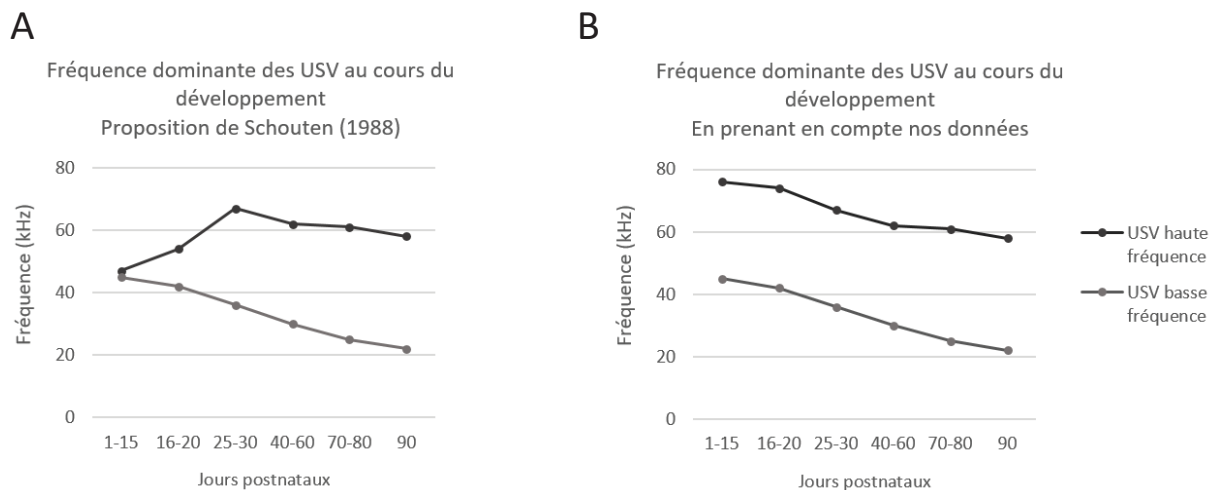 A
Fréquence dominante des USV au cours du
développement
Proposition de Schouten (1988)
80
60
40
20
0
Fréquence (kHz)
1-15 16-20 25-30 40-60 70-80 90
Jours postnataux
B
Fréquence dominante des USV au cours du
développement
En prenant en compte nos données
80
60
40
20
0
Fréquence (kHz)
1-15 16-20 25-30 40-60 70-80 90
Jours postnataux
USV haute
fréquence
USV basse
fréquence